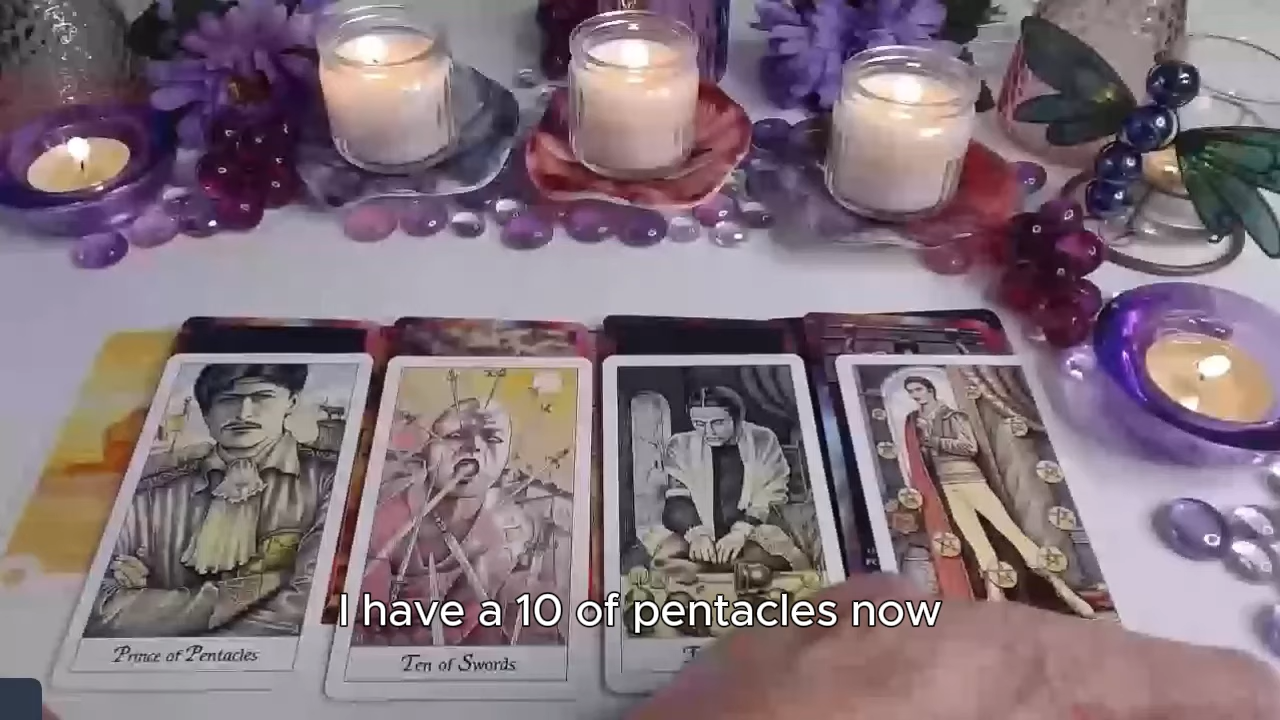 I have a 10 of pentacles now
Prince of Pentacles
Ten of Swords